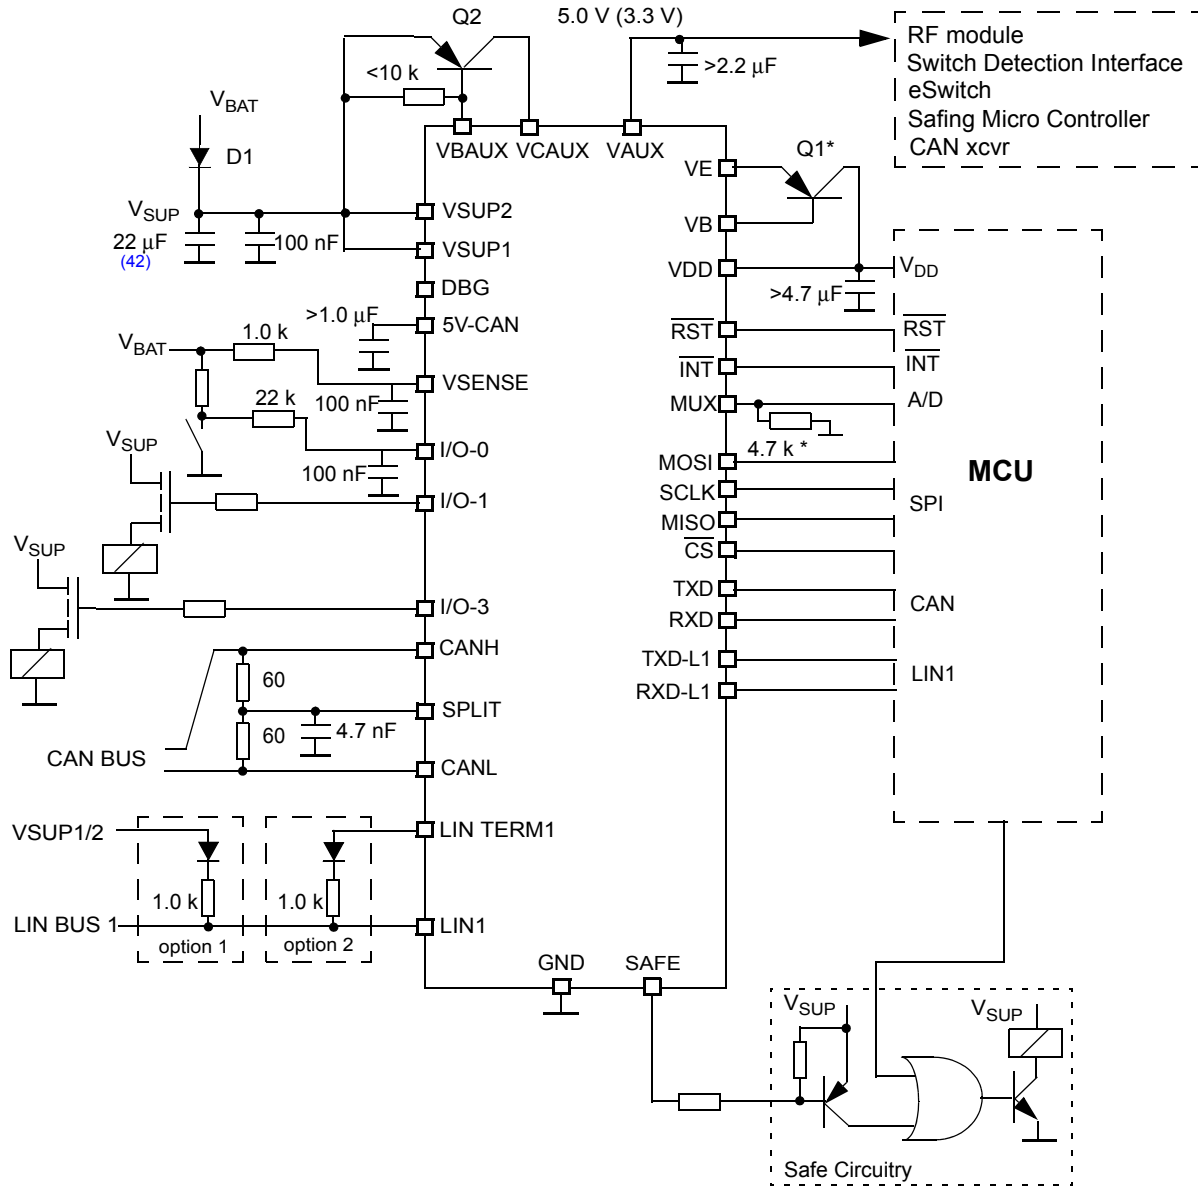 Q2
5.0 V (3.3 V)
RF module
Switch Detection Interface
eSwitch
Safing Micro Controller
CAN xcvr
>2.2 μF
<10 k
VBAT
D1
VBAUX
VCAUX
VAUX
VE
Q1*
VB
VSUP
22 μF
(42)
100 nF
VSUP2
VSUP1
VDD
VDD
>4.7 μF
DBG
>1.0 μF
5V-CAN
RST
RST
VBAT
1.0 k
INT
INT
VSENSE
100 nF
MUX
A/D
22 k
4.7 k *
VSUP
I/O-0
100 nF
MOSI
MCU
SCLK
SPI
I/O-1
MISO
VSUP
CS
TXD
CAN
I/O-3
RXD
CANH
TXD-L1
LIN1
60
RXD-L1
SPLIT
60
4.7 nF
CAN BUS
CANL
VSUP1/2
LIN TERM1
1.0 k
1.0 k
LIN BUS 1
LIN1
option 1
option 2
GND
SAFE
VSUP
VSUP
Safe Circuitry